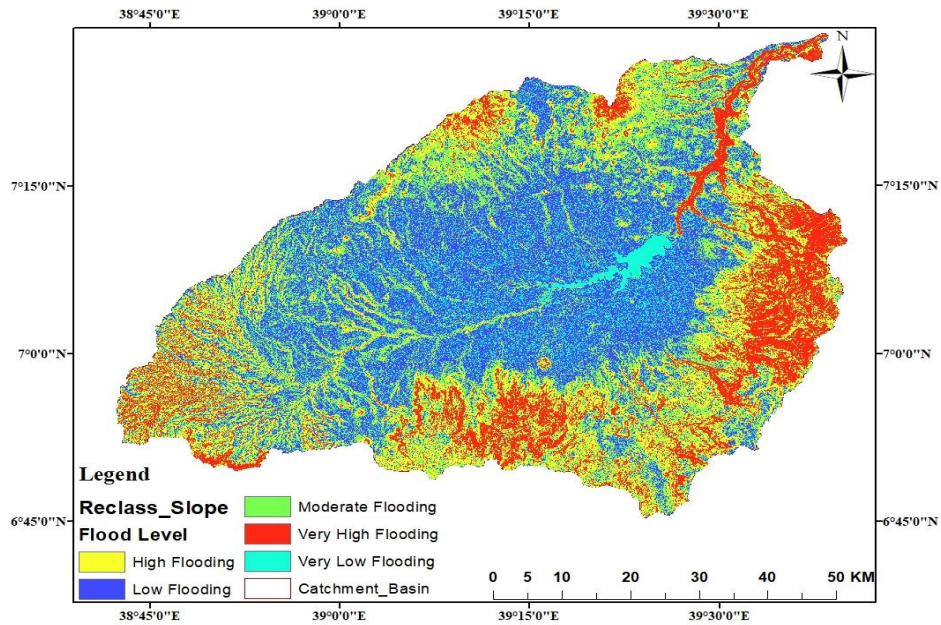 38°45'0"E 39°0'0"E 39°15'0"E 39°30'0"E
N
7°15'0"N 7°15'0"N
7°0'0"N 7°0'0"N
6°45'0"N 6°45'0"N
Legend
Reclass_Slope
Flood Level
High Flooding
Low Flooding
Moderate Flooding
Very High Flooding
Very Low Flooding
Catchment_Basin
0 5 10 20 30 40 50 KM
38°45'0"E 39°0'0"E 39°15'0"E 39°30'0"E